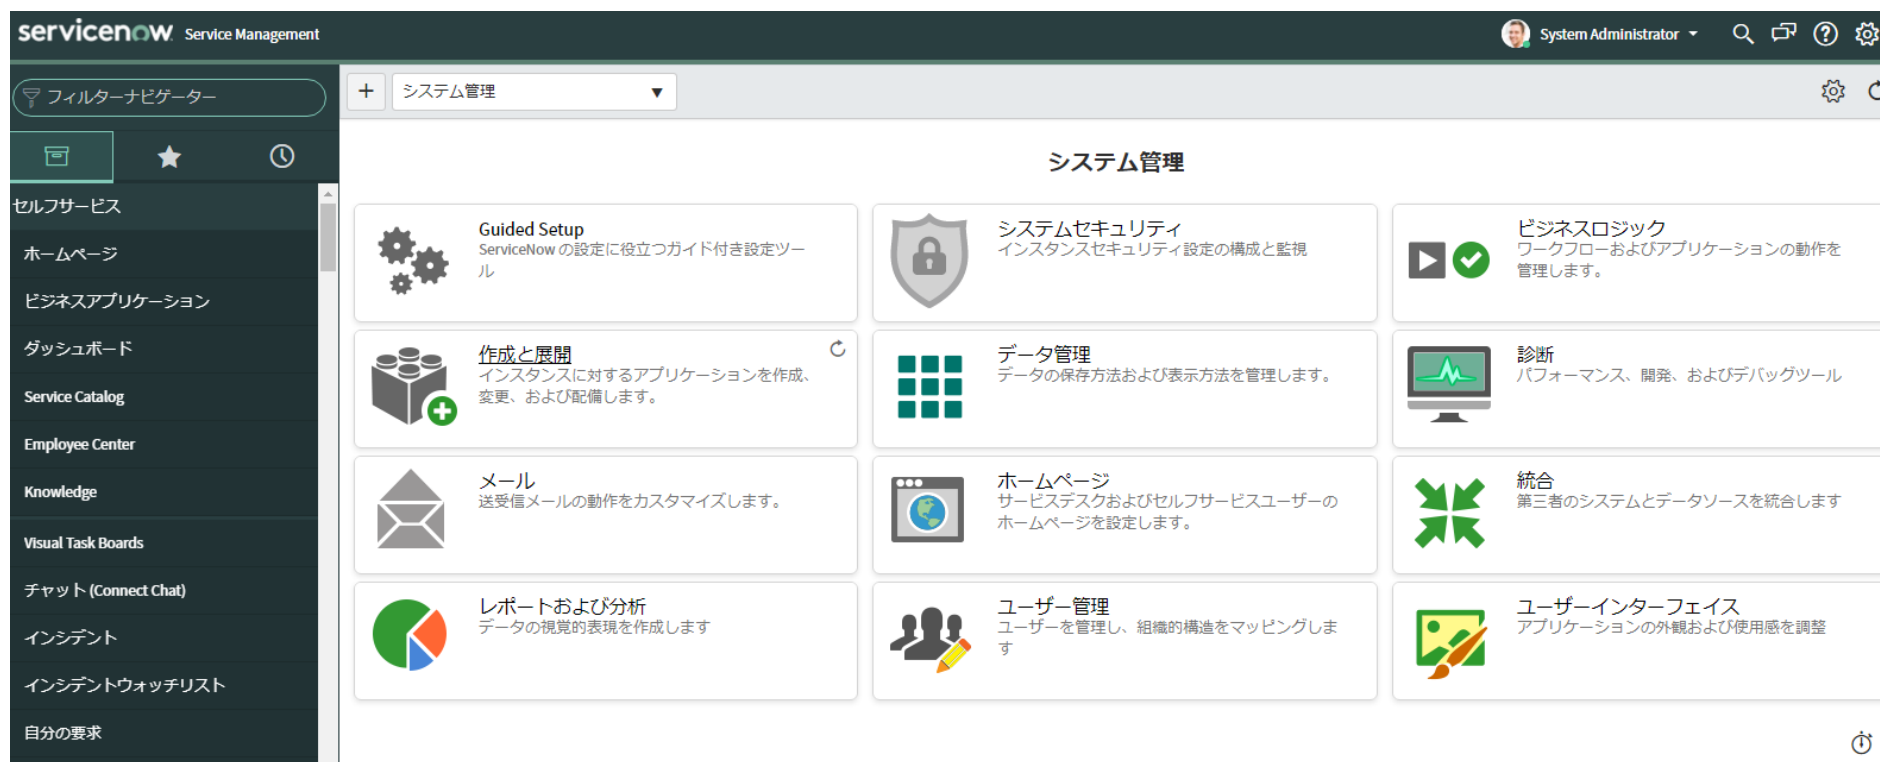 servicenow Service Management
System Administrator
フィルターナビゲーター
システム管理
セルフサービス
ホームページ
ビジネスアプリケーション
ダッシュボード
Service Catalog
Employee Center
Knowledge
Visual Task Boards
チャット (Connect Chat)
インシデント
インシデントウォッチリスト
自分の要求
システム管理
Guided Setup
ServiceNow の設定に役立つガイド付き設定ツー
ル
システムセキュリティ
インスタンスセキュリティ設定の構成と監視
ビジネスロジック
ワークフローおよびアプリケーションの動作を
管理します。
作成と展開
インスタンスに対するアプリケーションを作成、
変更、および配備します。
データ管理
データの保存方法および表示方法を管理します。
診断
パフォーマンス、開発、およびデバッグツール
メール
送受信メールの動作をカスタマイズします。
ホームページ
サービスデスクおよびセルフサービスユーザーの
ホームページを設定します。
統合
第三者のシステムとデータソースを統合します
レポートおよび分析
データの視覚的表現を作成します
ユーザー管理
ユーザーを管理し、組織的構造をマッピングしま
す
ユーザーインターフェイス
アプリケーションの外観および使用感を調整